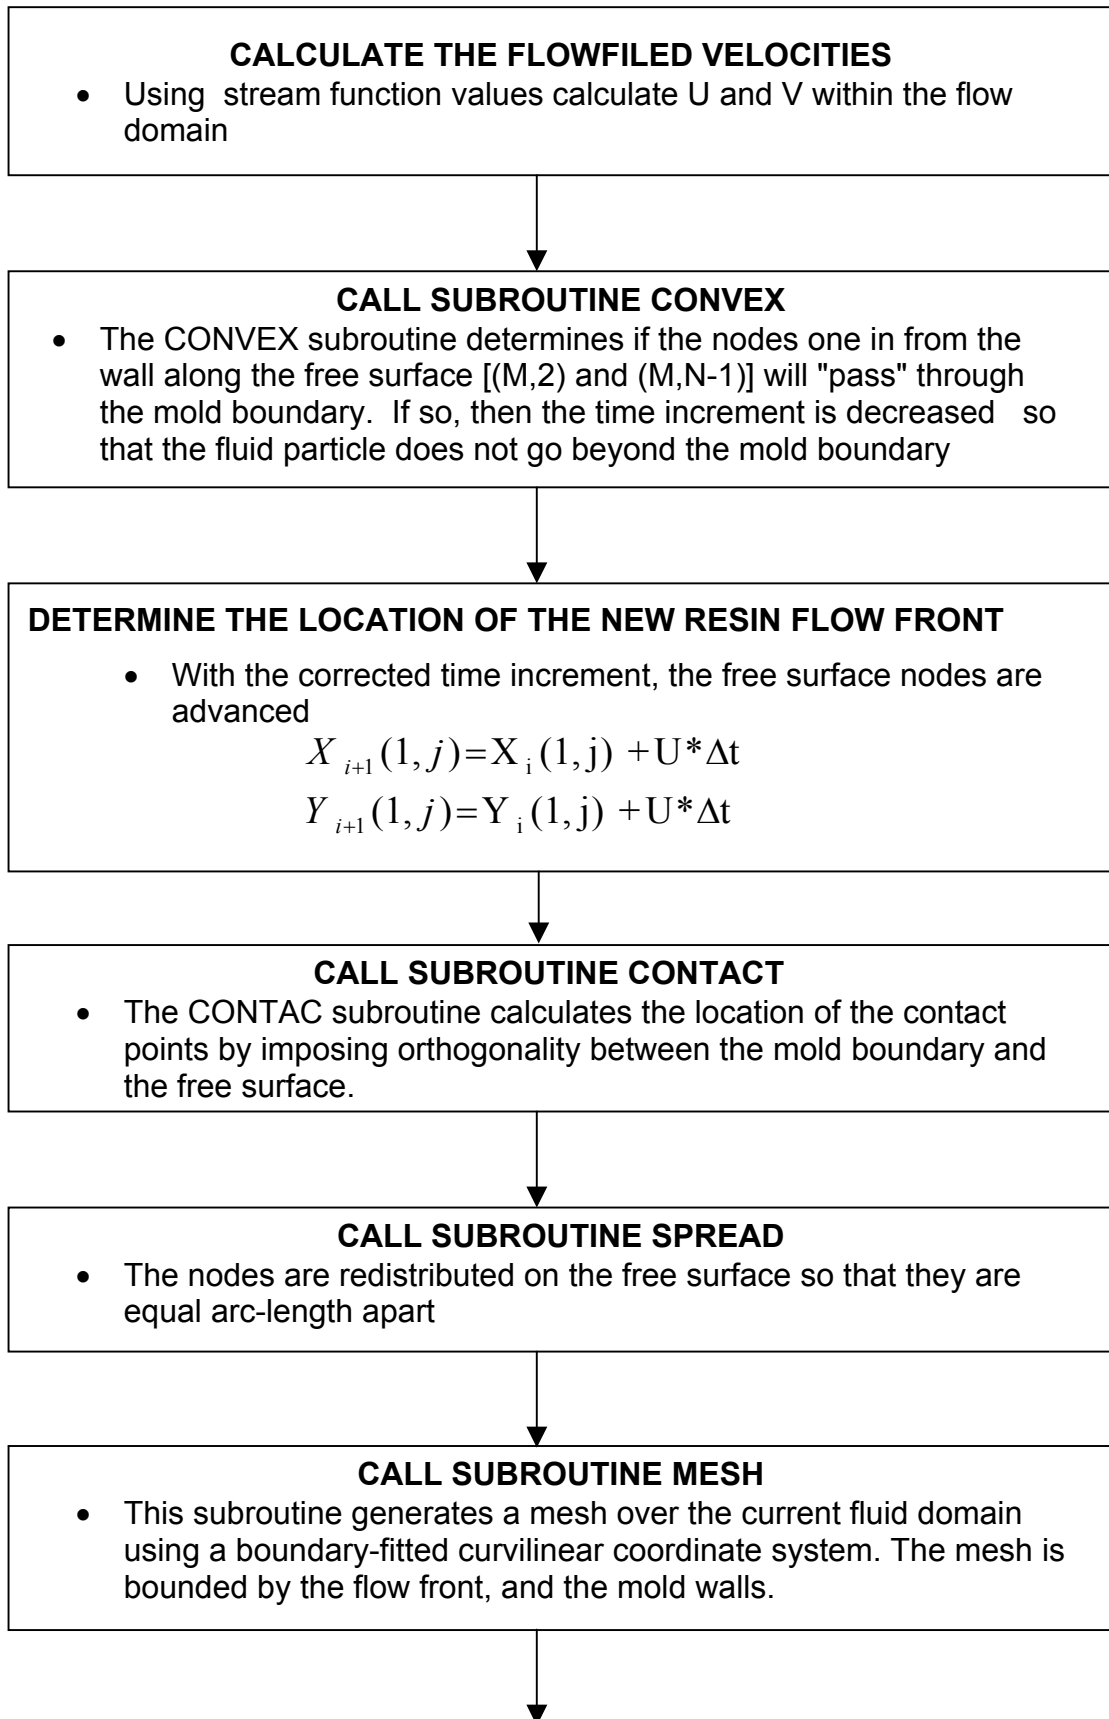 CALCULATE THE FLOWFILED VELOCITIES
• Using stream function values calculate U and V within the flow
domain
CALL SUBROUTINE CONVEX
• The CONVEX subroutine determines if the nodes one in from the
wall along the free surface [(M,2) and (M,N-1)] will "pass" through
the mold boundary. If so, then the time increment is decreased so
that the fluid particle does not go beyond the mold boundary
DETERMINE THE LOCATION OF THE NEW RESIN FLOW FRONT
• With the corrected time increment, the free surface nodes are
advanced
X i+1 (1, j)=X i (1, j) +U*Δt
Y i+1 (1, j)=Y i (1, j) +U*Δt
CALL SUBROUTINE CONTACT
• The CONTAC subroutine calculates the location of the contact
points by imposing orthogonality between the mold boundary and
the free surface.
CALL SUBROUTINE SPREAD
• The nodes are redistributed on the free surface so that they are
equal arc-length apart
CALL SUBROUTINE MESH
• This subroutine generates a mesh over the current fluid domain
using a boundary-fitted curvilinear coordinate system. The mesh is
bounded by the flow front, and the mold walls.